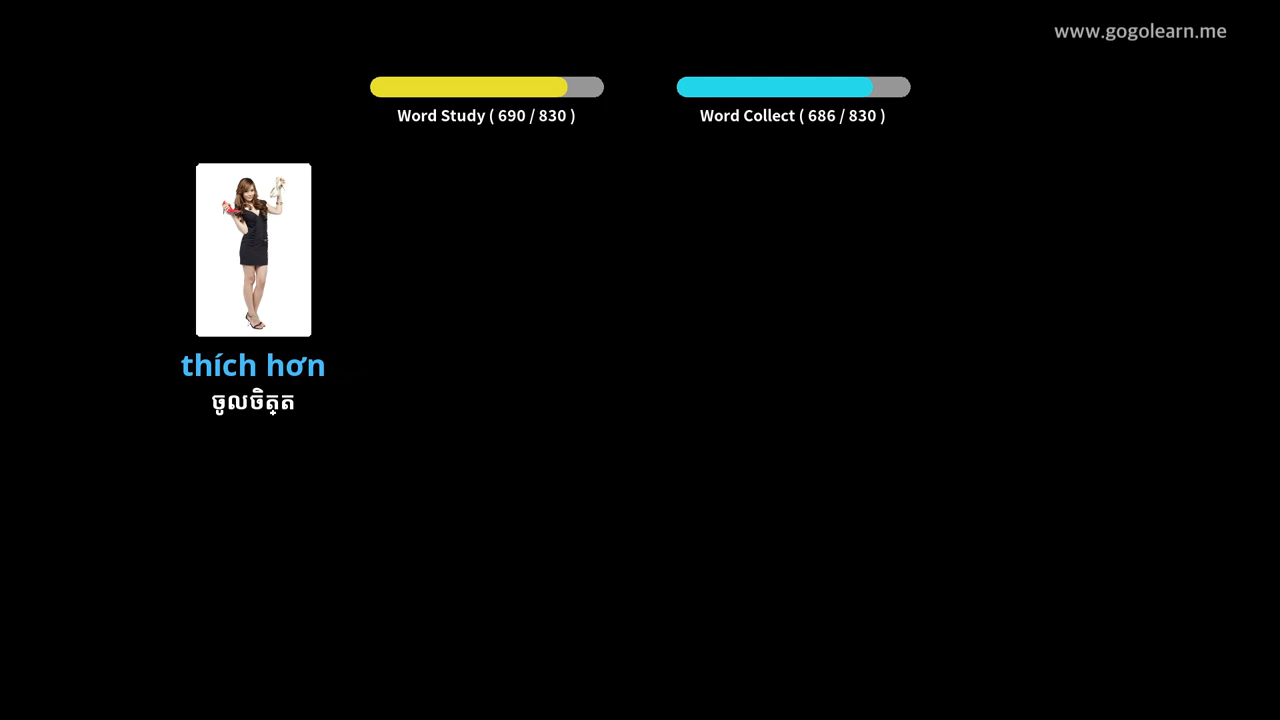 www.gogolearn.me
Word Study ( 690 / 830 )
Word Collect ( 686 / 830 )
thích hơn
ចូលចិត្ត